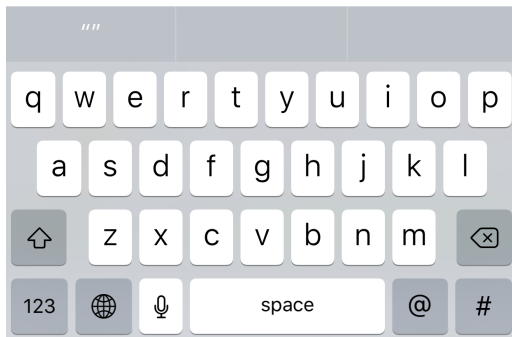 “”
q w e r t y u i o p
a s d f g h j k l
z x c v b n m
123 space @ #